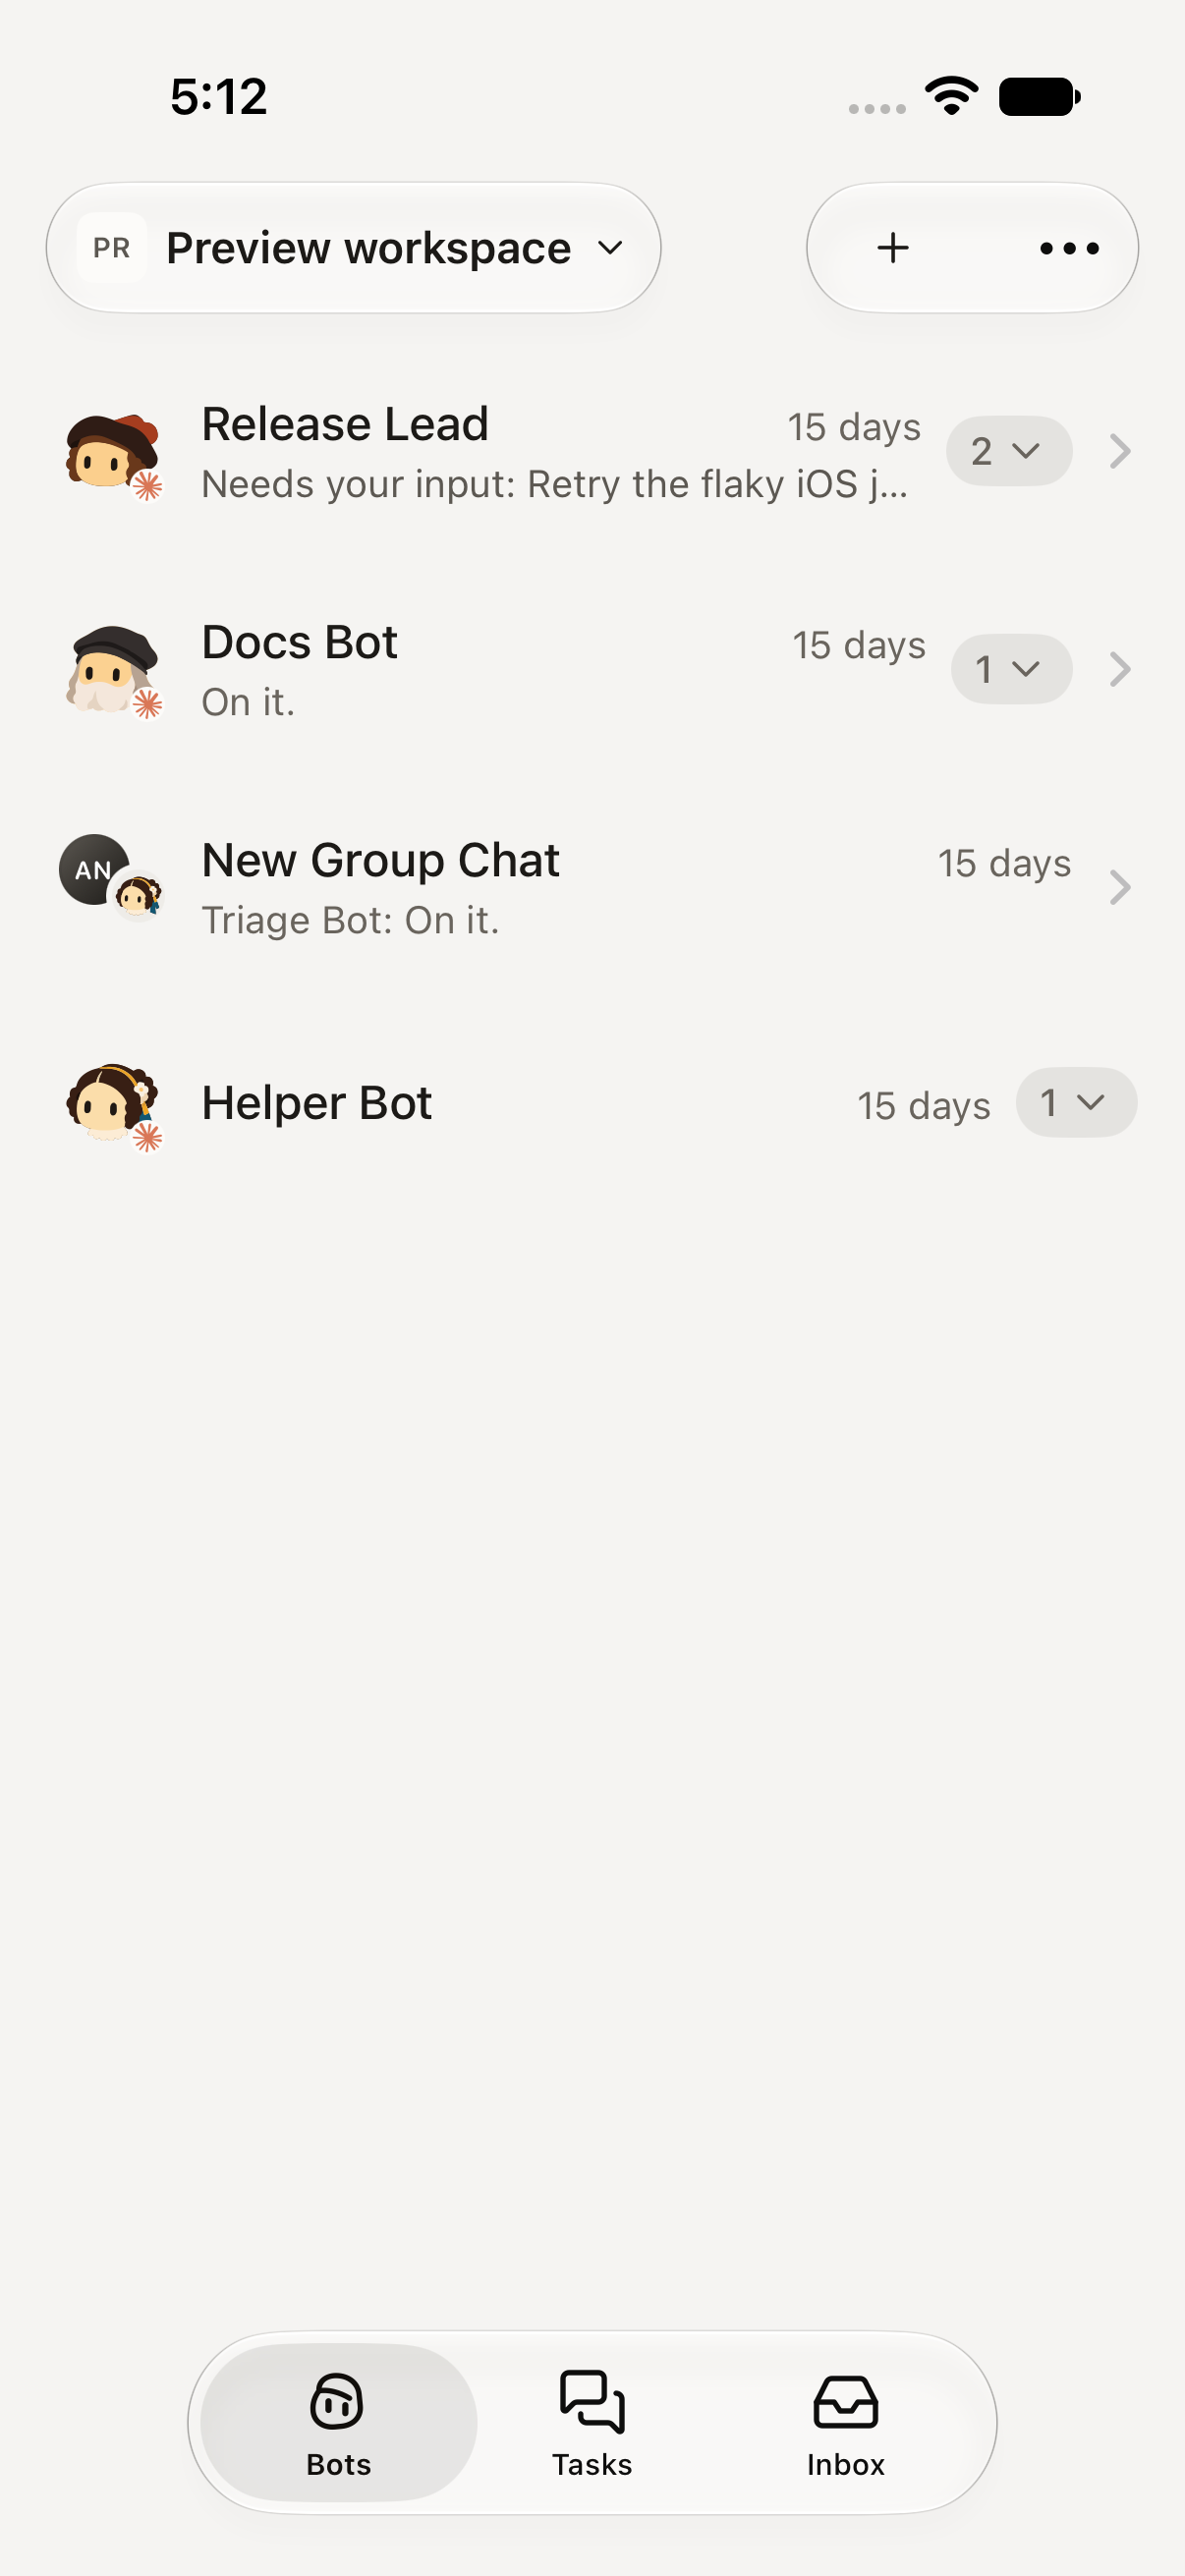 5:12
PR Preview workspace
Release Lead 15 days 2
Needs your input: Retry the flaky iOS j...
Docs Bot 15 days 1
On it.
AN New Group Chat 15 days
Triage Bot: On it.
Helper Bot 15 days 1
Bots Tasks Inbox